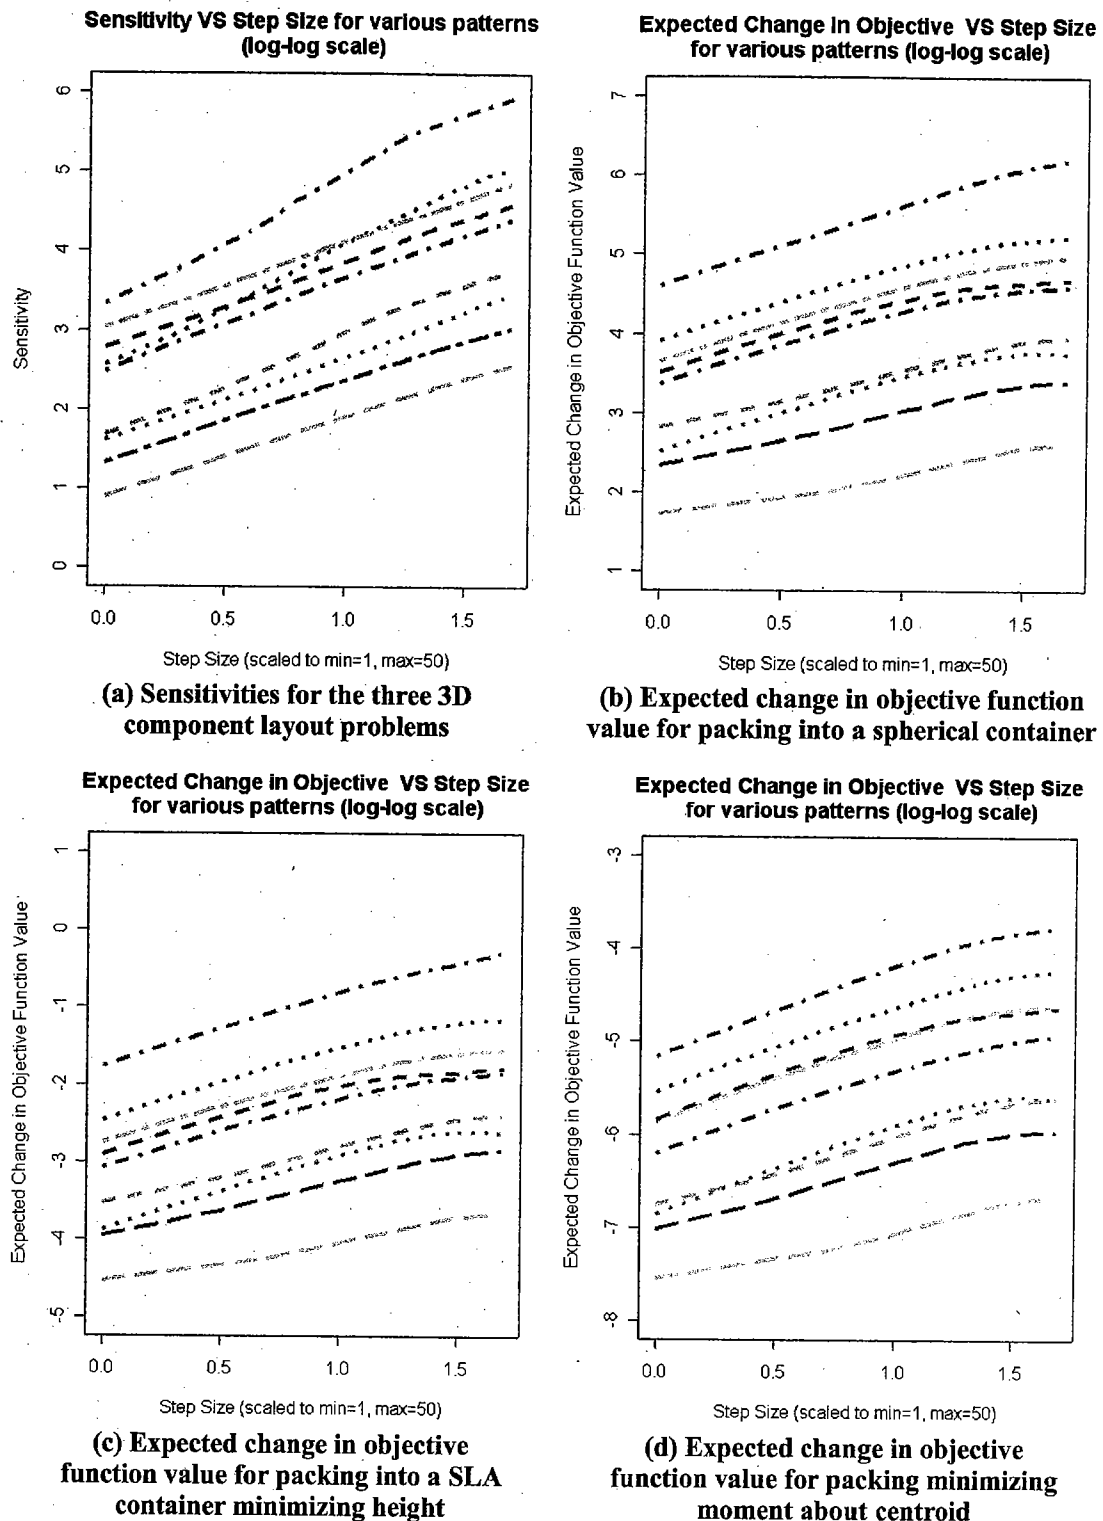 Sensitivity VS Step Size for various patterns
(log-log scale)
6
5
4
3
2
1
0
Sensitivity
0.0 0.5 1.0 1.5
Step Size (scaled to min=1, max=50)
(a) Sensitivities for the three 3D
component layout problems
Expected Change in Objective VS Step Size
for various patterns (log-log scale)
7
6
5
4
3
2
1
Expected Change in Objective Function Value
0.0 0.5 1.0 1.5
Step Size (scaled to min=1, max=50)
(b) Expected change in objective function
value for packing into a spherical container
Expected Change in Objective VS Step Size
for various patterns (log-log scale)
1
0
-1
-2
-3
-4
-5
Expected Change in Objective Function Value
0.0 0.5 1.0 1.5
Step Size (scaled to min=1, max=50)
(c) Expected change in objective
function value for packing into a SLA
container minimizing height
Expected Change in Objective VS Step Size
for various patterns (log-log scale)
-3
-4
-5
-6
-7
-8
Expected Change in Objective Function Value
0.0 0.5 1.0 1.5
Step Size (scaled to min=1, max=50)
(d) Expected change in objective
function value for packing minimizing
moment about centroid